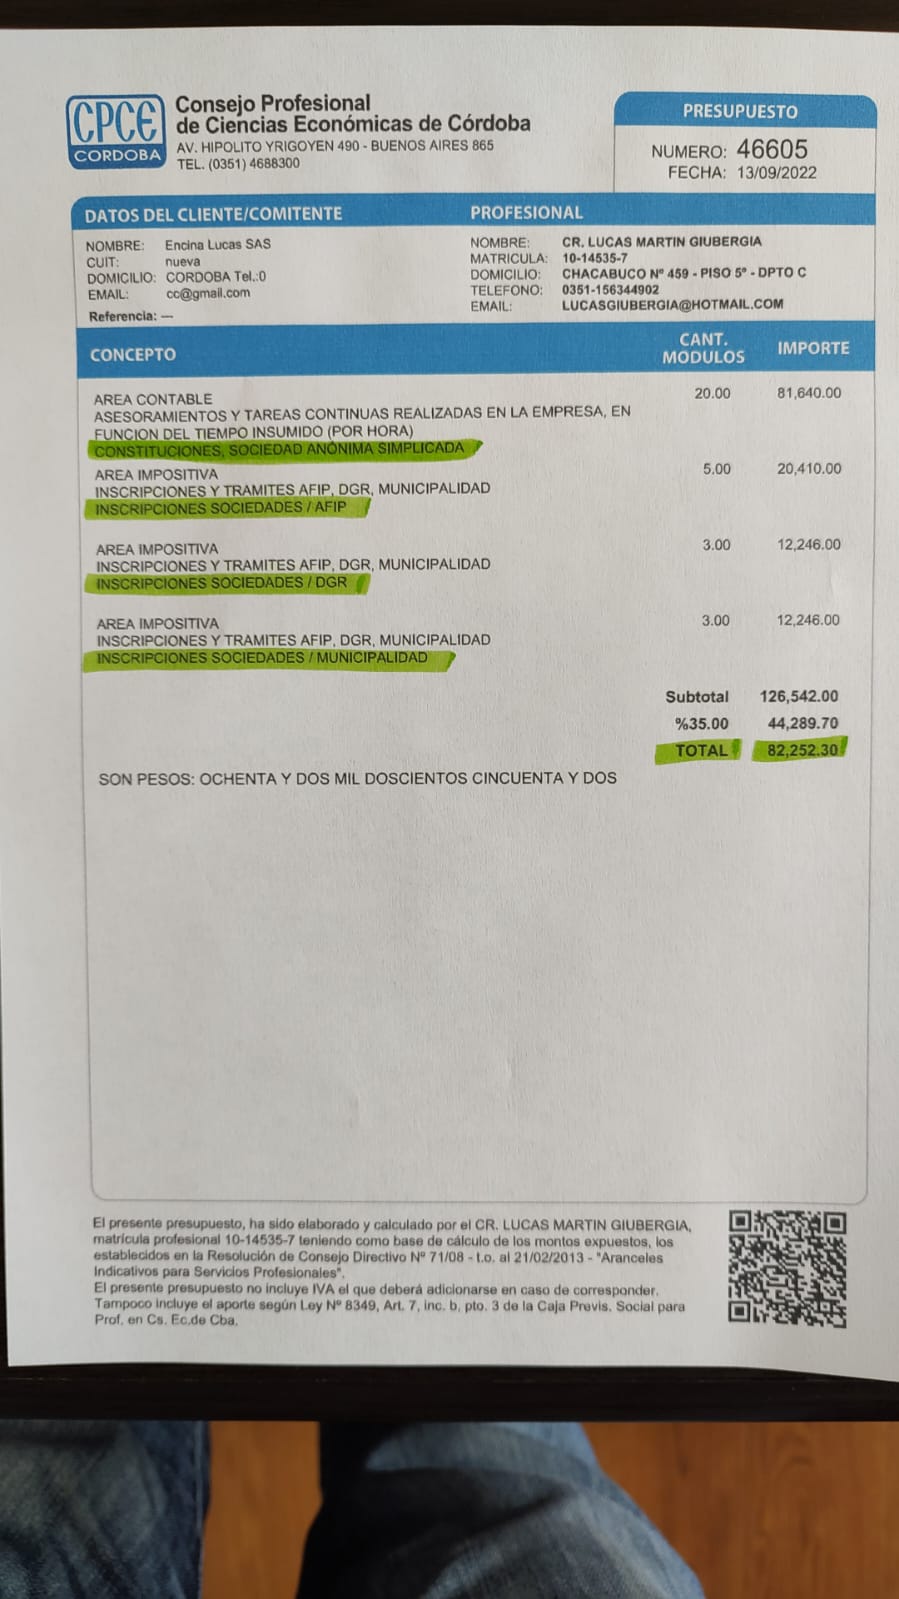 CPCE
CORDOBA
Consejo Profesional
de Ciencias Económicas de Córdoba
AV. HIPOLITO YRIGOYEN 490 - BUENOS AIRES 865
TEL. (0351) 4688300
PRESUPUESTO
NUMERO: 46605
FECHA: 13/09/2022
DATOS DEL CLIENTE/COMITENTE
NOMBRE: Encina Lucas SAS
CUIT: nueva
DOMICILIO: CORDOBA Tel.:0
EMAIL: cc@gmail.com
Referencia: ---
PROFESIONAL
NOMBRE: CR. LUCAS MARTIN GIUBERGIA
MATRICULA: 10-14535-7
DOMICILIO: CHACABUCO Nº 459 - PISO 5º - DPTO C
TELEFONO: 0351-156344902
EMAIL: LUCASGIUBERGIA@HOTMAIL.COM
CONCEPTO CANT. MODULOS IMPORTE
AREA CONTABLE 20.00 81,640.00
ASESORAMIENTOS Y TAREAS CONTINUAS REALIZADAS EN LA EMPRESA, EN
FUNCION DEL TIEMPO INSUMIDO (POR HORA)
CONSTITUCIONES, SOCIEDAD ANÓNIMA SIMPLICADA
AREA IMPOSITIVA 5.00 20,410.00
INSCRIPCIONES Y TRAMITES AFIP, DGR, MUNICIPALIDAD
INSCRIPCIONES SOCIEDADES / AFIP
AREA IMPOSITIVA 3.00 12,246.00
INSCRIPCIONES Y TRAMITES AFIP, DGR, MUNICIPALIDAD
INSCRIPCIONES SOCIEDADES / DGR
AREA IMPOSITIVA 3.00 12,246.00
INSCRIPCIONES Y TRAMITES AFIP, DGR, MUNICIPALIDAD
INSCRIPCIONES SOCIEDADES / MUNICIPALIDAD
Subtotal 126,542.00
%35.00 44,289.70
TOTAL 82,252.30
SON PESOS: OCHENTA Y DOS MIL DOSCIENTOS CINCUENTA Y DOS
El presente presupuesto, ha sido elaborado y calculado por el CR. LUCAS MARTIN GIUBERGIA,
matrícula profesional 10-14535-7 teniendo como base de cálculo de los montos expuestos, los
establecidos en la Resolución de Consejo Directivo Nº 71/08 - t.o. al 21/02/2013 - "Aranceles
Indicativos para Servicios Profesionales".
El presente presupuesto no incluye IVA el que deberá adicionarse en caso de corresponder.
Tampoco incluye el aporte según Ley Nº 8349, Art. 7, inc. b, pto. 3 de la Caja Previs. Social para
Prof. en Cs. Ec.de Cba.